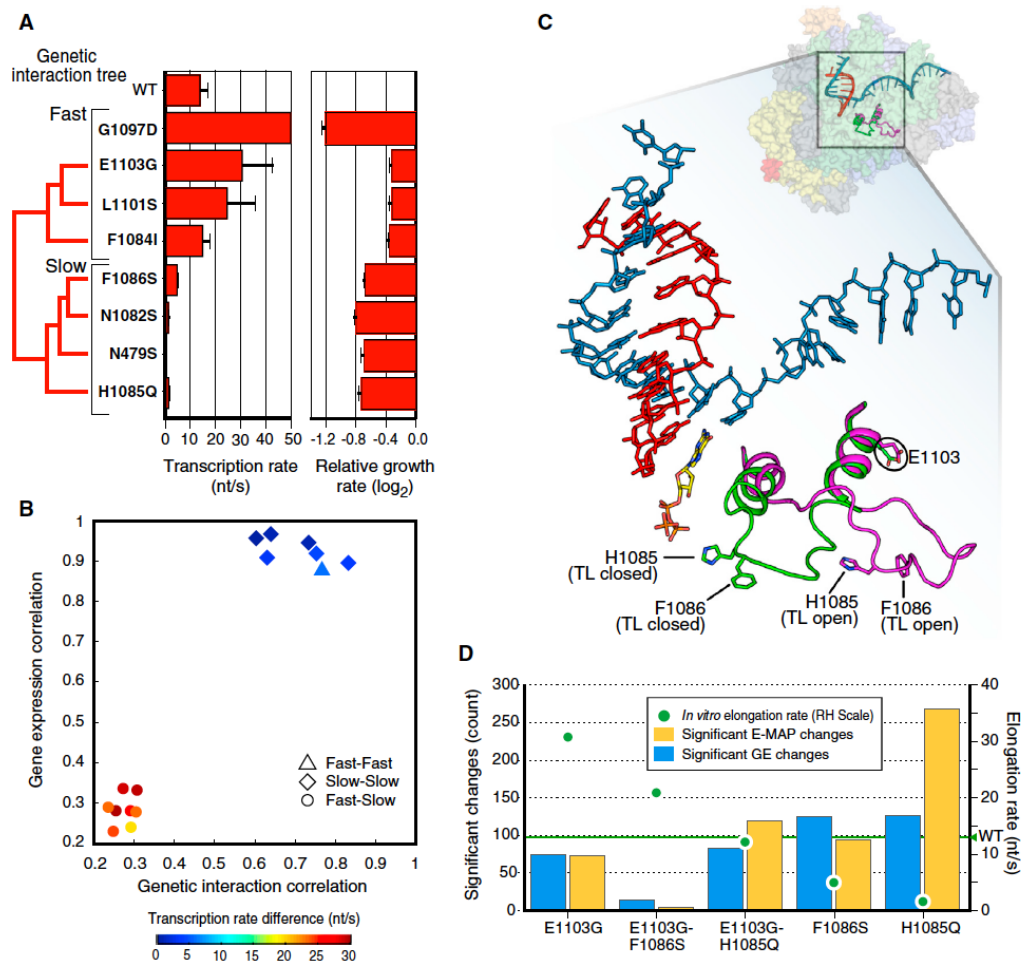 A
Genetic
interaction tree
WT
Fast
G1097D
E1103G
L1101S
F1084I
Slow
F1086S
N1082S
N479S
H1085Q
0 10 20 30 40 50
Transcription rate
(nt/s)
-1.2 -0.8 -0.4 0.0
Relative growth
rate (log2)
B
Gene expression correlation
1
0.9
0.8
0.7
0.6
0.5
0.4
0.3
0.2
0.2 0.3 0.4 0.5 0.6 0.7 0.8 0.9 1
Genetic interaction correlation
Fast-Fast
Slow-Slow
Fast-Slow
Transcription rate difference (nt/s)
0 5 10 15 20 25 30
C
E1103
H1085
(TL closed)
F1086
(TL closed)
H1085
(TL open)
F1086
(TL open)
D
Significant changes (count)
300
250
200
150
100
50
0
In vitro elongation rate (RH Scale)
Significant E-MAP changes
Significant GE changes
40
30
20
10
0
WT
Elongation rate
(nt/s)
E1103G
E1103G-
F1086S
E1103G-
H1085Q
F1086S
H1085Q